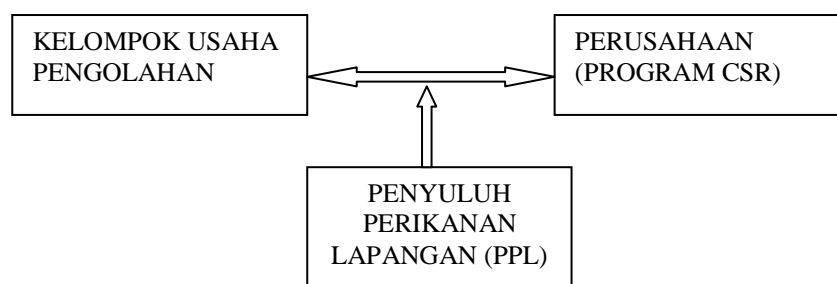 KELOMPOK USAHA
PENGOLAHAN
PERUSAHAAN
(PROGRAM CSR)
PENYULUH
PERIKANAN
LAPANGAN (PPL)